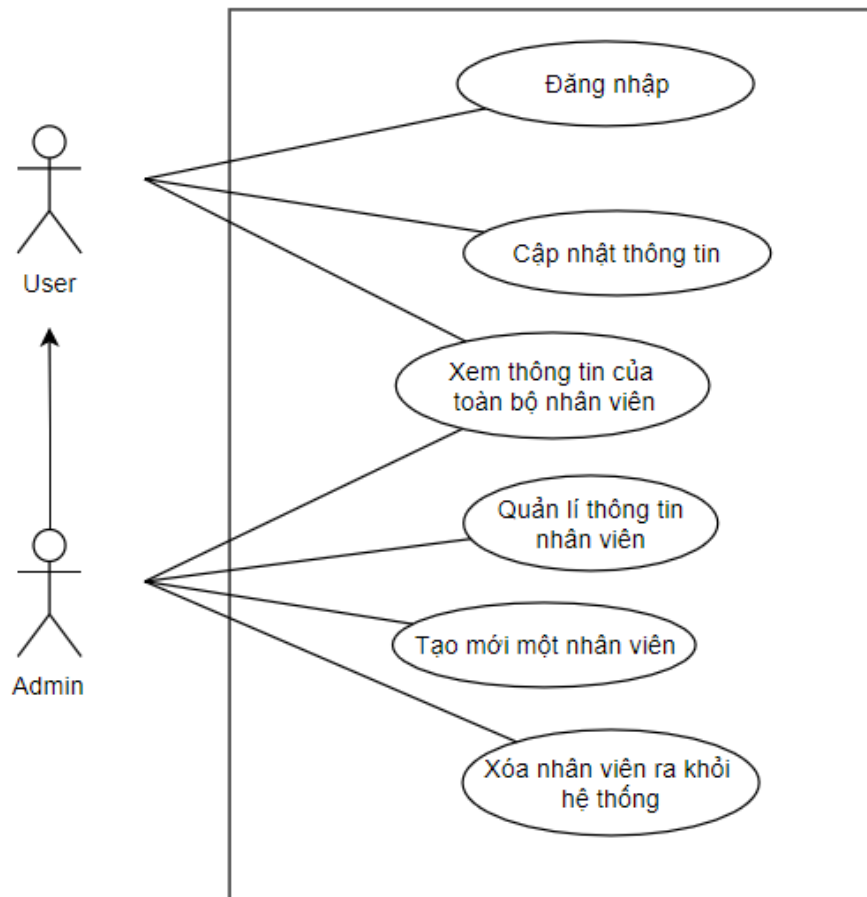 Đăng nhập
User
Cập nhật thông tin
Xem thông tin của
toàn bộ nhân viên
Quản lí thông tin
nhân viên
Tạo mới một nhân viên
Admin
Xóa nhân viên ra khỏi
hệ thống